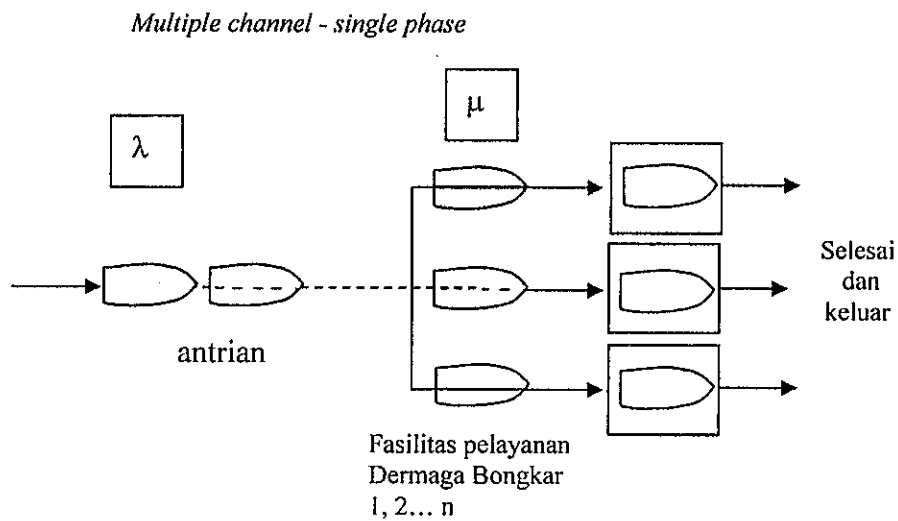 Multiple channel - single phase
μ
λ
Selesai
dan
keluar
antrian
Fasilitas pelayanan
Dermaga Bongkar
1, 2... n